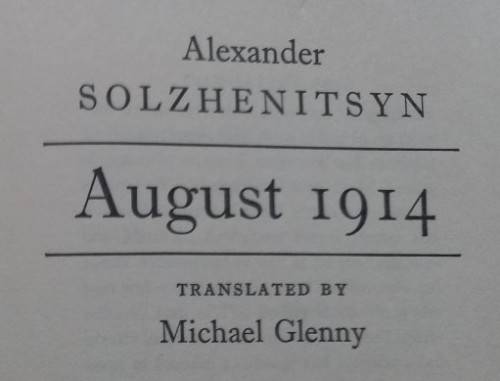 Alexander
SOLZHENITSYN
August 1914
TRANSLATED BY
Michael Glenny